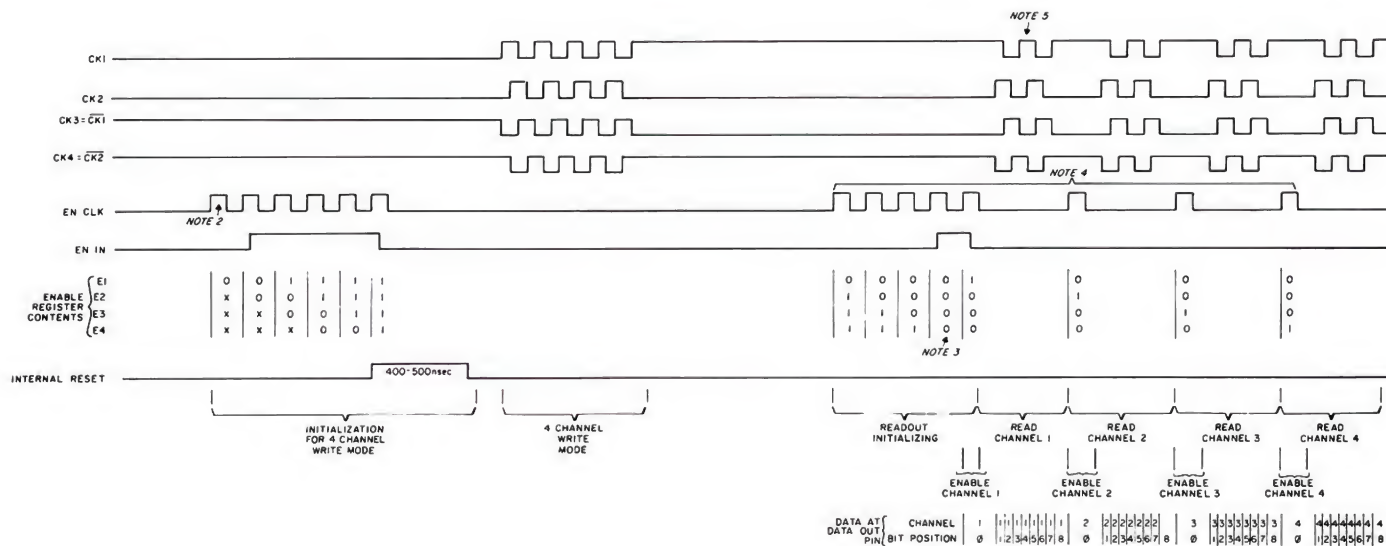 NOTE 5
CK1
CK2
CK3 = C̅K̅1̅
CK4 = C̅K̅2̅
NOTE 4
EN CLK
NOTE 2
EN IN
ENABLE REGISTER CONTENTS
E1 0 0 1 1 1 1 0 0 0 0 1 0 0 0
E2 X 0 0 1 1 1 1 0 0 0 0 1 0 0
E3 X X 0 0 1 1 1 1 0 0 0 0 1 0
E4 X X X 0 0 1 1 1 1 0 0 0 0 1
NOTE 3
INTERNAL RESET
400-500nsec
INITIALIZATION FOR 4 CHANNEL WRITE MODE
4 CHANNEL WRITE MODE
READOUT INITIALIZING
READ CHANNEL 1
READ CHANNEL 2
READ CHANNEL 3
READ CHANNEL 4
ENABLE CHANNEL 1
ENABLE CHANNEL 2
ENABLE CHANNEL 3
ENABLE CHANNEL 4
DATA AT DATA OUT PIN
CHANNEL 1 1 1 1 1 1 1 1 1 2 2 2 2 2 2 2 2 3 3 3 3 3 3 3 3 3 4 4 4 4 4 4 4 4 4
BIT POSITION Ø 1 2 3 4 5 6 7 8 Ø 1 2 3 4 5 6 7 8 Ø 1 2 3 4 5 6 7 8 Ø 1 2 3 4 5 6 7 8